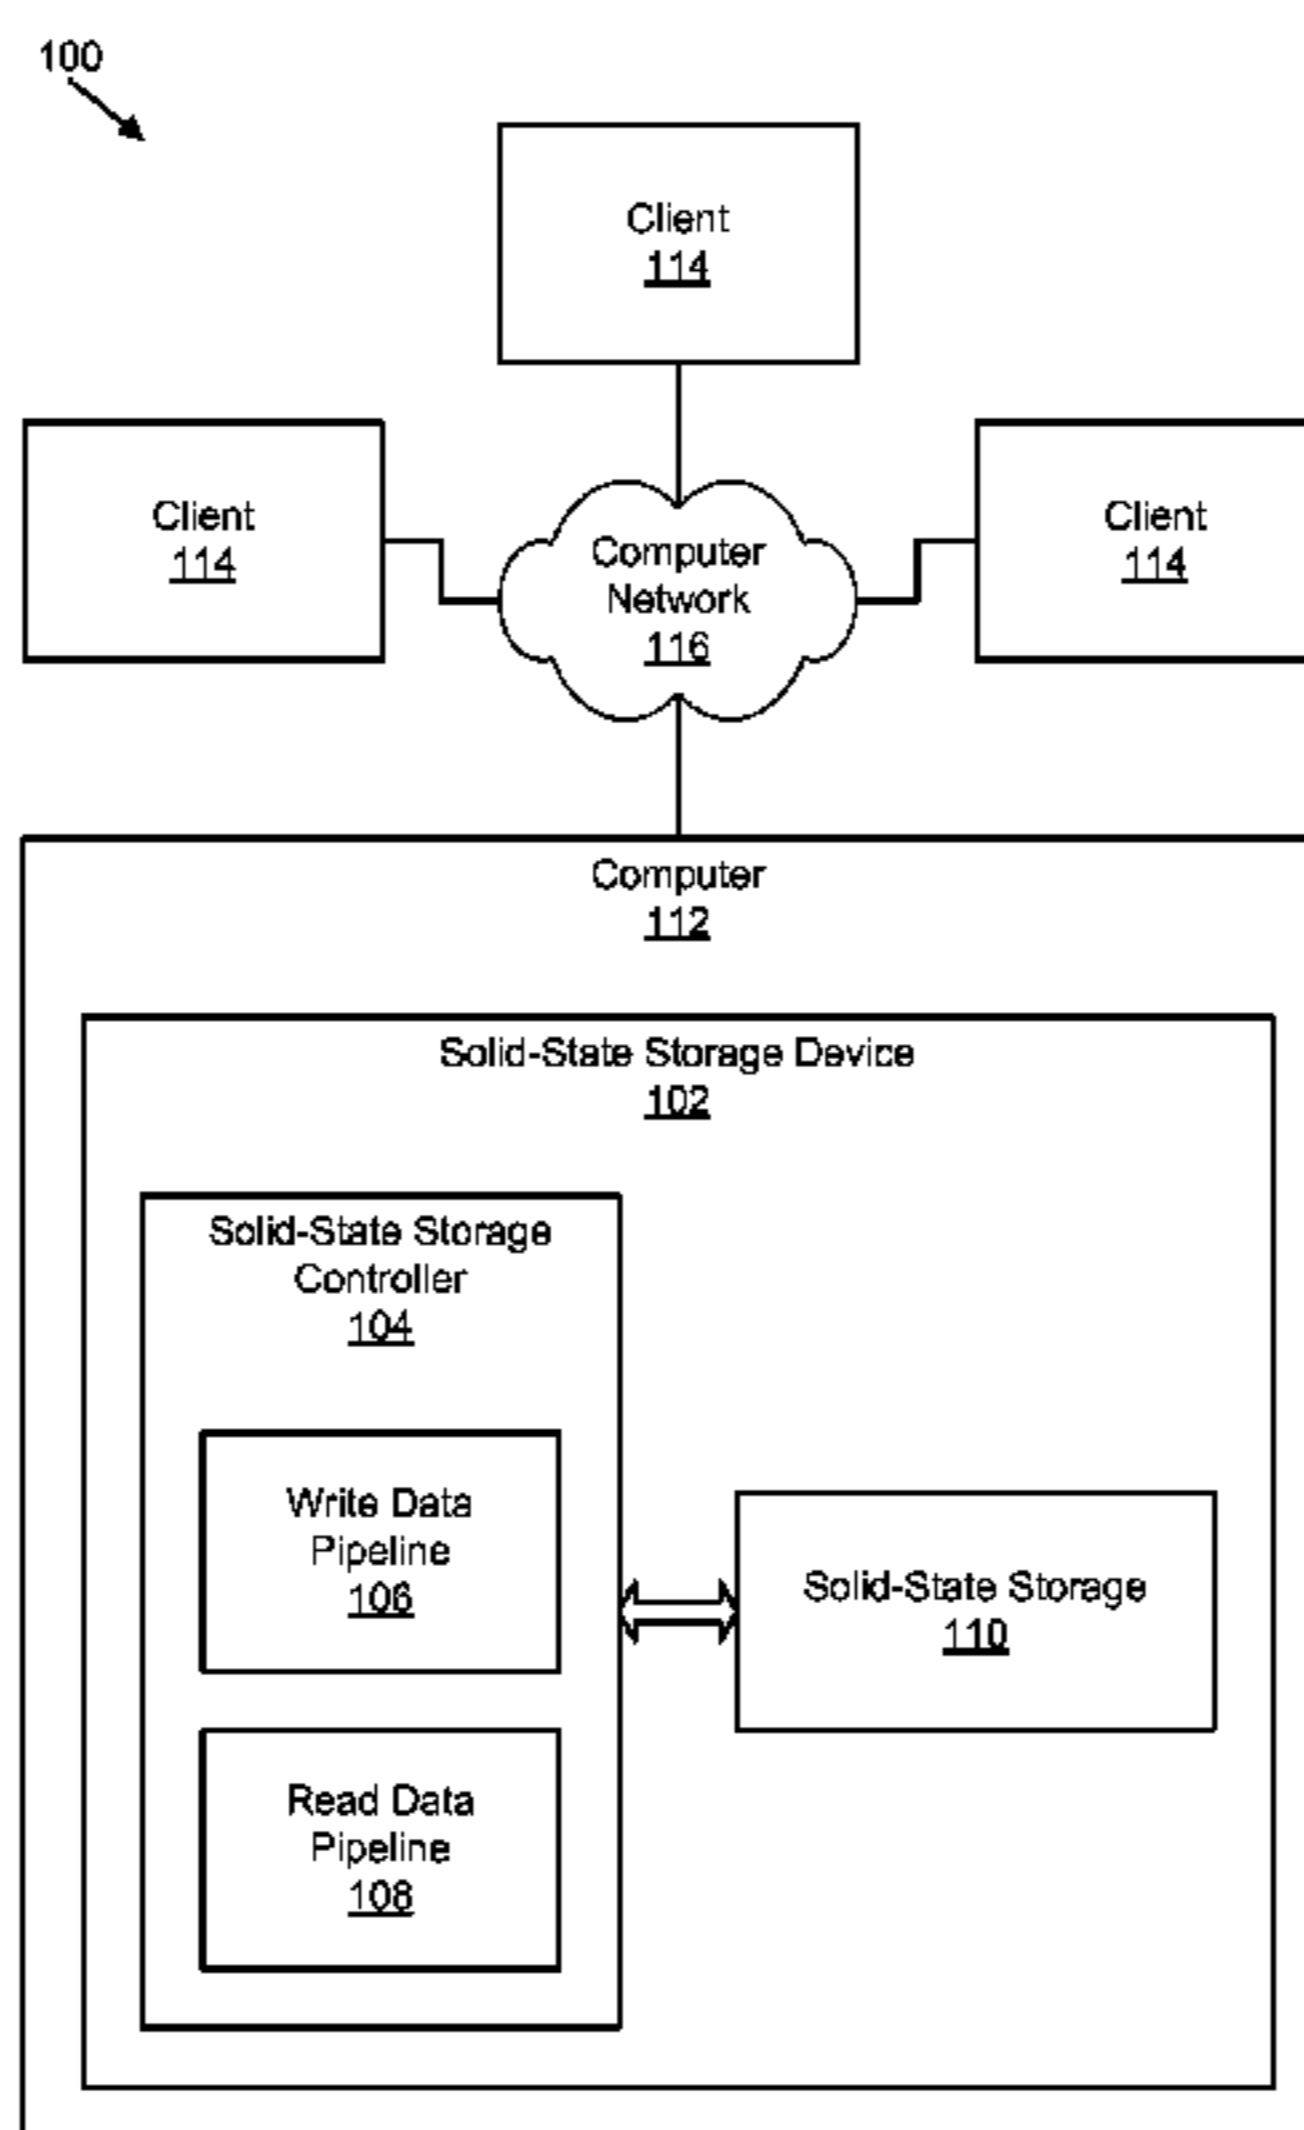 100
Client
114
Client
114
Computer
Network
116
Client
114
Computer
112
Solid-State Storage Device
102
Solid-State Storage
Controller
104
Write Data
Pipeline
106
Solid-State Storage
110
Read Data
Pipeline
108